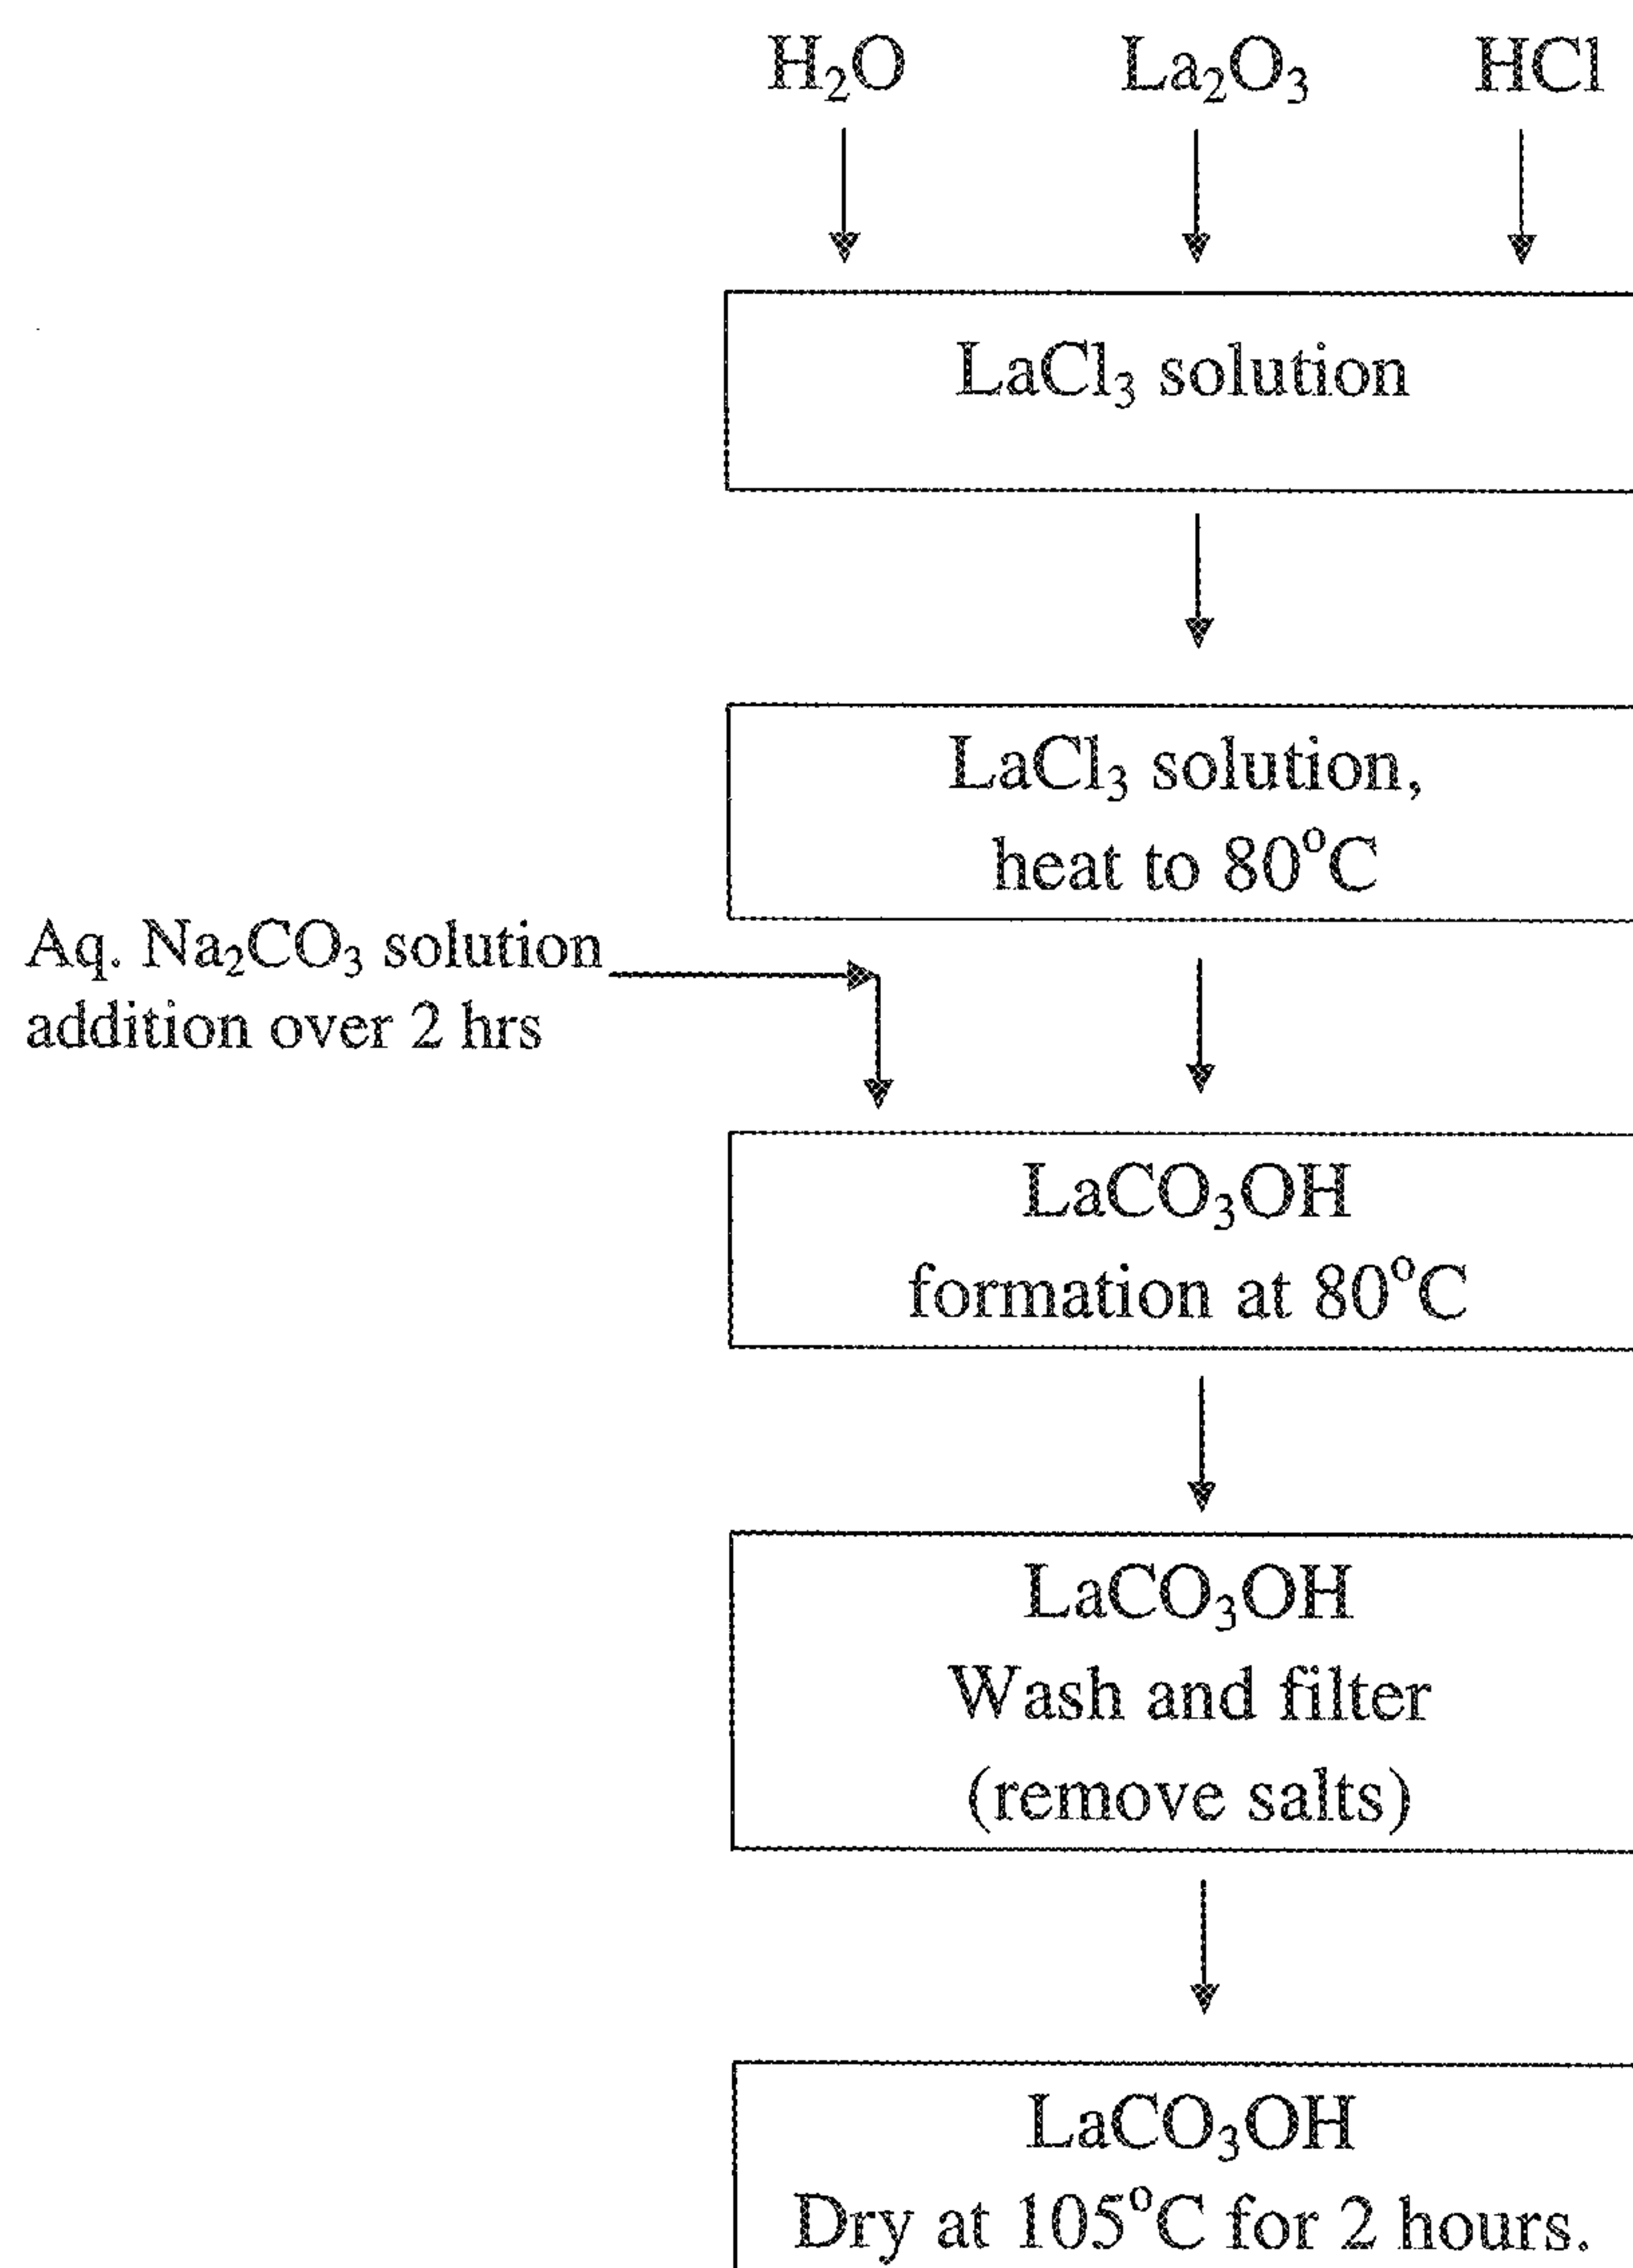 H₂O La₂O₃ HCl
LaCl₃ solution
LaCl₃ solution,
heat to 80°C
Aq. Na₂CO₃ solution
addition over 2 hrs
LaCO₃OH
formation at 80°C
LaCO₃OH
Wash and filter
(remove salts)
LaCO₃OH
Dry at 105°C for 2 hours.